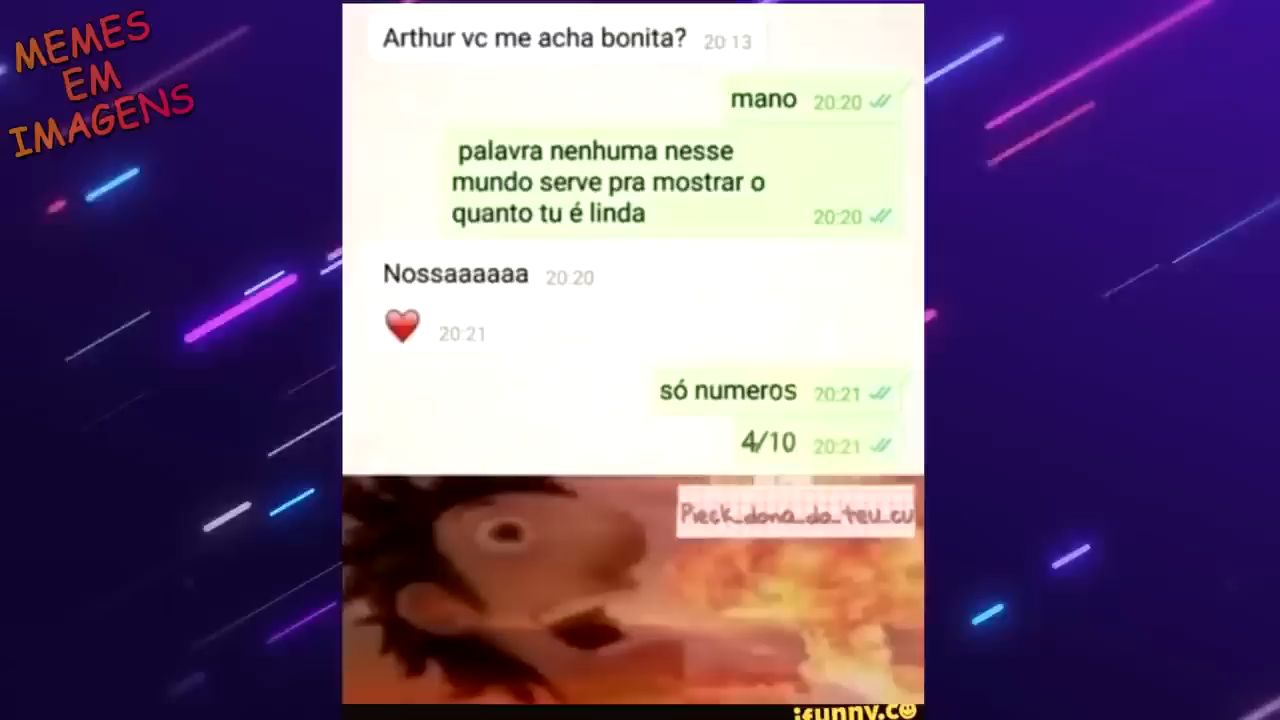 MEMES
EM
IMAGENS
Arthur vc me acha bonita? 20:13
mano 20:20
palavra nenhuma nesse
mundo serve pra mostrar o
quanto tu é linda 20:20
Nossaaaaaa 20:20
❤️ 20:21
só numeros 20:21
4/10 20:21
Pieck_dona_do_teu_cu
ifunny.co